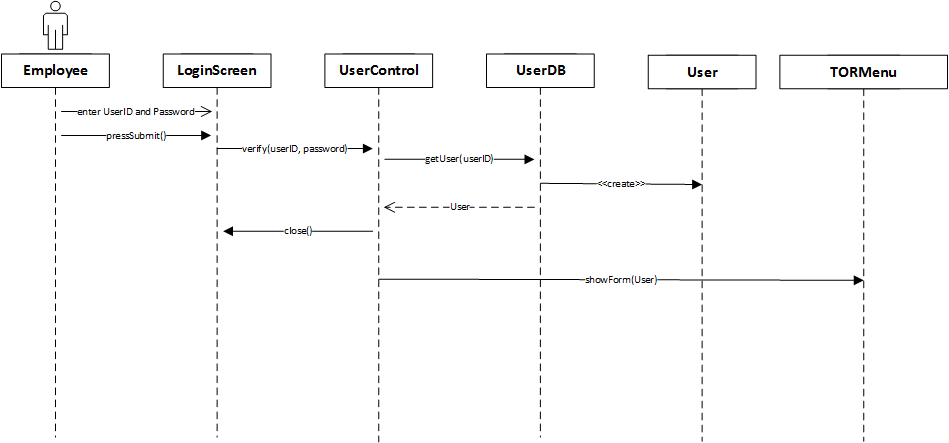 Employee
LoginScreen
UserControl
UserDB
User
TORMenu
enter UserID and Password
pressSubmit()
verify(userID, password)
getUser(userID)
<<create>>
User
close()
showForm(User)